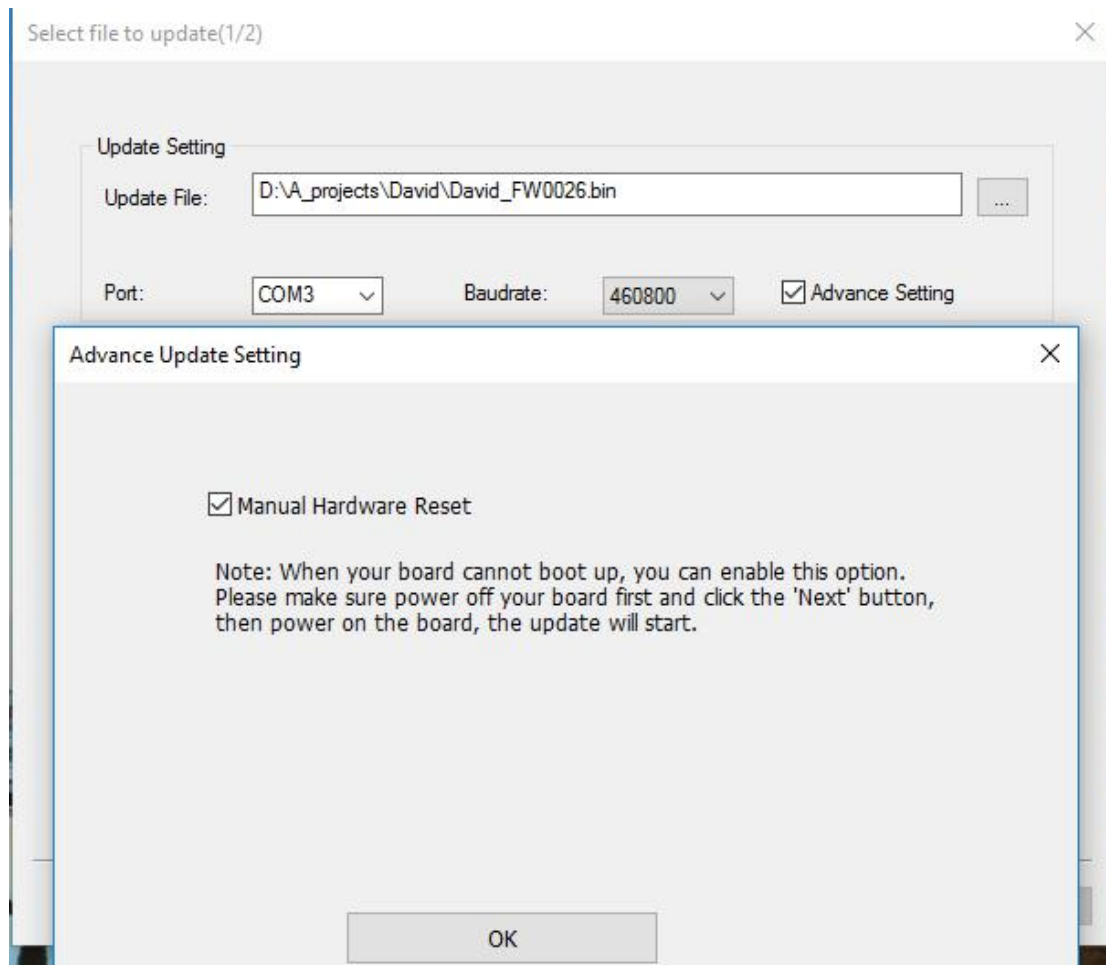 Select file to update(1/2)
Update Setting
Update File:
D:\A_projects\David\David_FW0026.bin
...
Port:
COM3
Baudrate:
460800
Advance Setting
Advance Update Setting
Manual Hardware Reset
Note: When your board cannot boot up, you can enable this option.
Please make sure power off your board first and click the 'Next' button,
then power on the board, the update will start.
OK